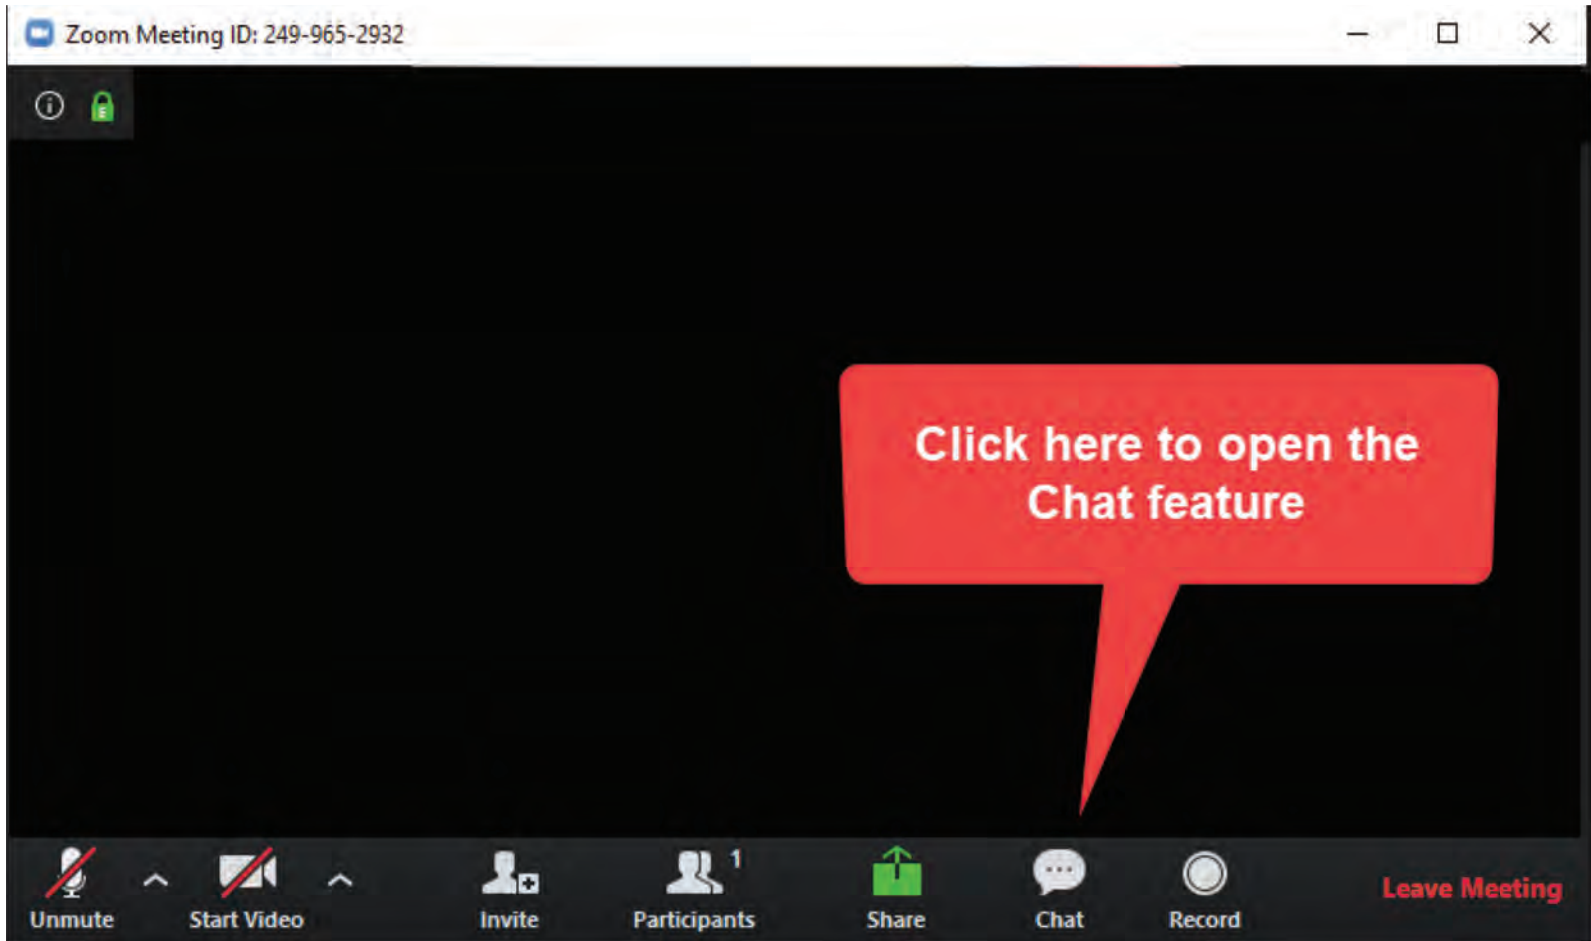 Zoom Meeting ID: 249-965-2932
Click here to open the
Chat feature
1
Unmute
Start Video
Invite
Participants
Share
Chat
Record
Leave Meeting